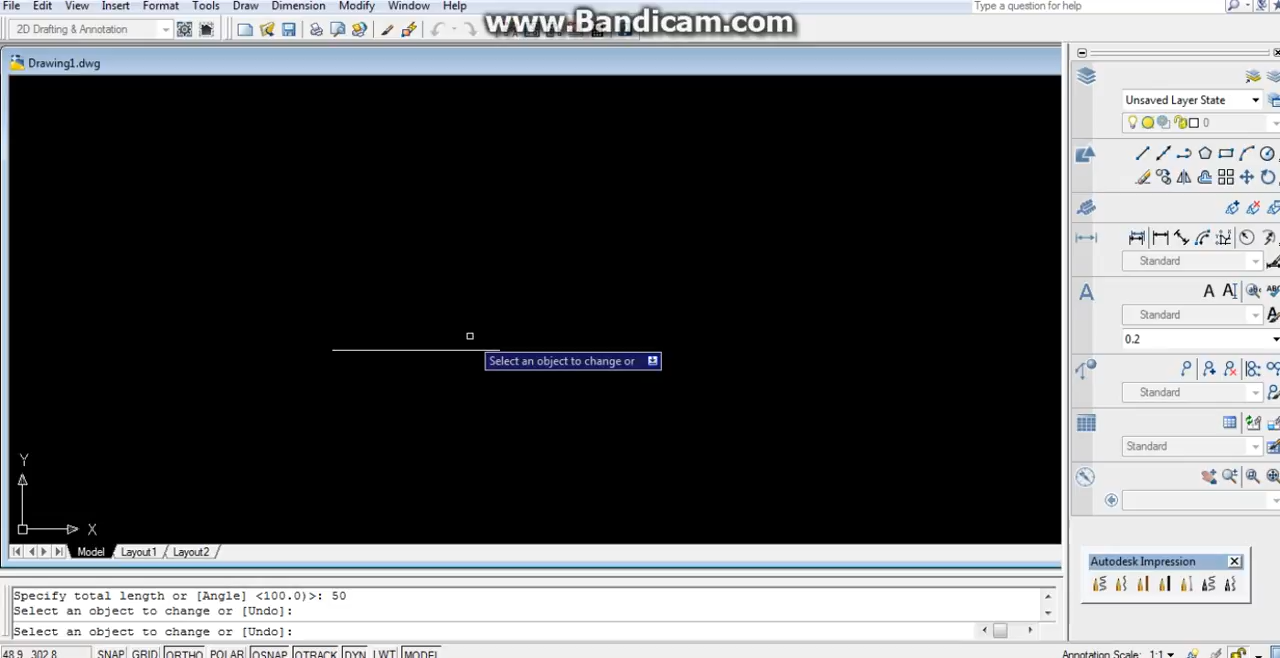 File Edit View Insert Format Tools Draw Dimension Modify Window Help
Type a question for help
www.Bandicam.com
2D Drafting & Annotation
Drawing1.dwg
Unsaved Layer State
0
Standard
A A
Standard
0.2
Select an object to change or
Standard
Standard
Y
X
Model Layout1 Layout2
Autodesk Impression
Specify total length or [Angle] <100.0)>: 50
Select an object to change or [Undo]:
Select an object to change or [Undo]:
48.9, 302.8 SNAP GRID ORTHO POLAR OSNAP OTRACK DYN LWT MODEL
Annotation Scale: 1:1